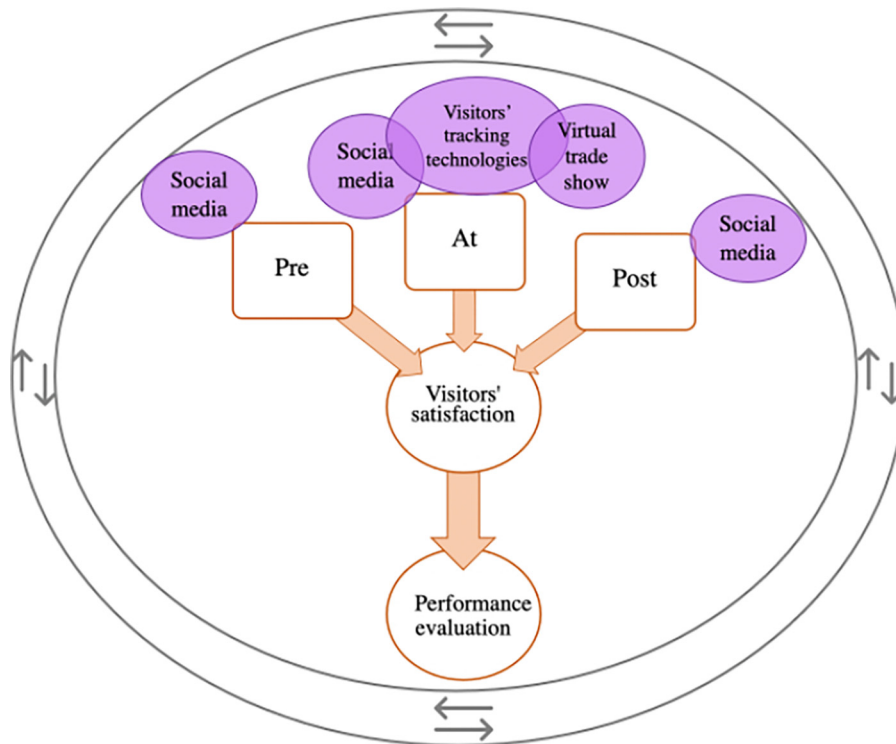 Visitors'
tracking
technologies
Social
media
Virtual
trade
show
Social
media
Social
media
Pre
At
Post
Visitors'
satisfaction
Performance
evaluation